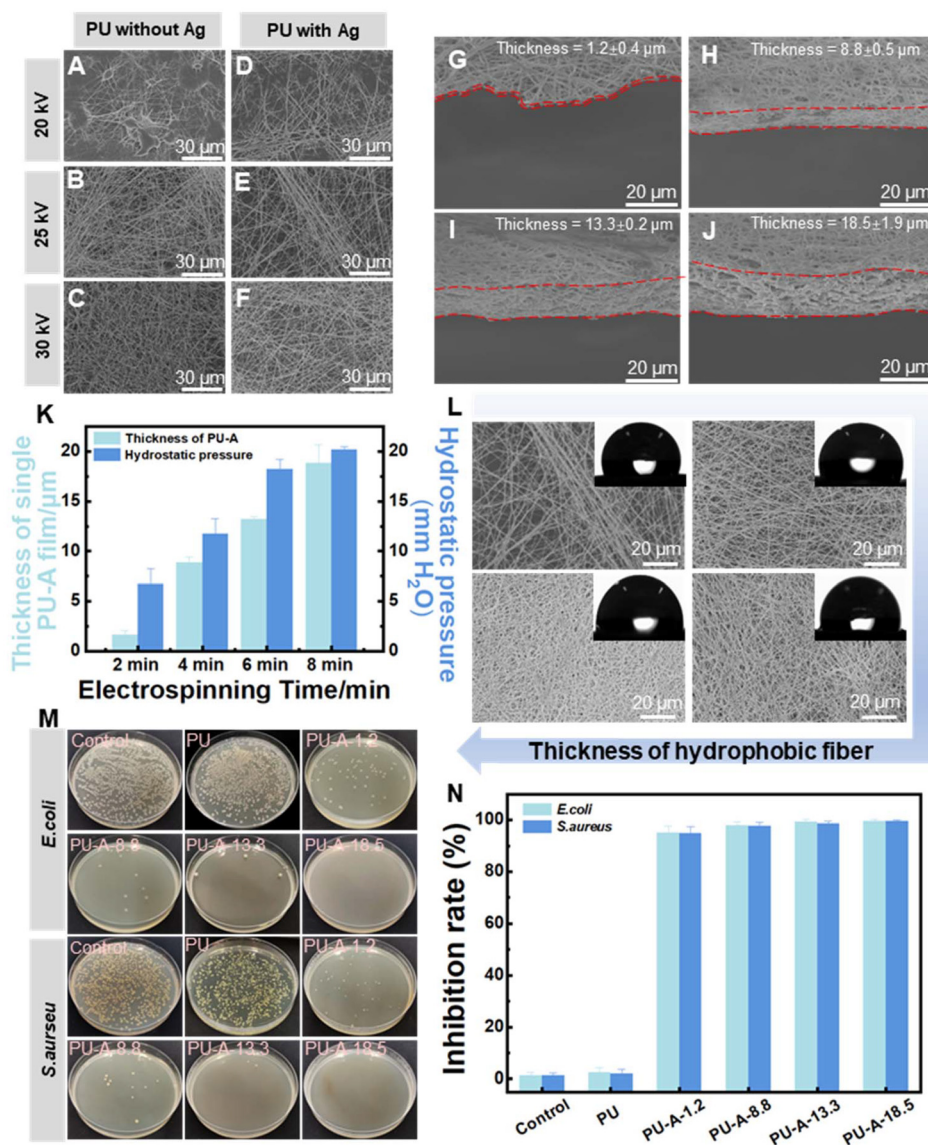 PU without Ag
PU with Ag
20 kV
25 kV
30 kV
A
30 µm
D
30 µm
B
30 µm
E
30 µm
C
30 µm
F
30 µm
G
Thickness = 1.2±0.4 µm
20 µm
H
Thickness = 8.8±0.5 µm
20 µm
I
Thickness = 13.3±0.2 µm
20 µm
J
Thickness = 18.5±1.9 µm
20 µm
K
Thickness of single
PU-A film/µm
Thickness of PU-A
Hydrostatic pressure
20
15
10
5
0
20
15
10
5
0
2 min
4 min
6 min
8 min
Electrospinning Time/min
Hydrostatic pressure
(mm H₂O)
L
20 µm
20 µm
20 µm
20 µm
Thickness of hydrophobic fiber
M
E.coli
Control
PU
PU-A-1.2
PU-A-8.8
PU-A-13.3
PU-A-18.5
S.aurseu
Control
PU
PU-A-1.2
PU-A-8.8
PU-A-13.3
PU-A-18.5
N
Inhibition rate (%)
E.coli
S.aureus
100
80
60
40
20
0
Control
PU
PU-A-1.2
PU-A-8.8
PU-A-13.3
PU-A-18.5